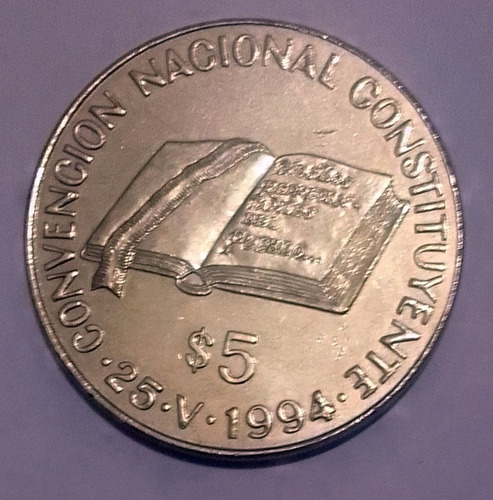 CONVENCION NACIONAL CONSTITUYENTE
$5
·25·V·1994·